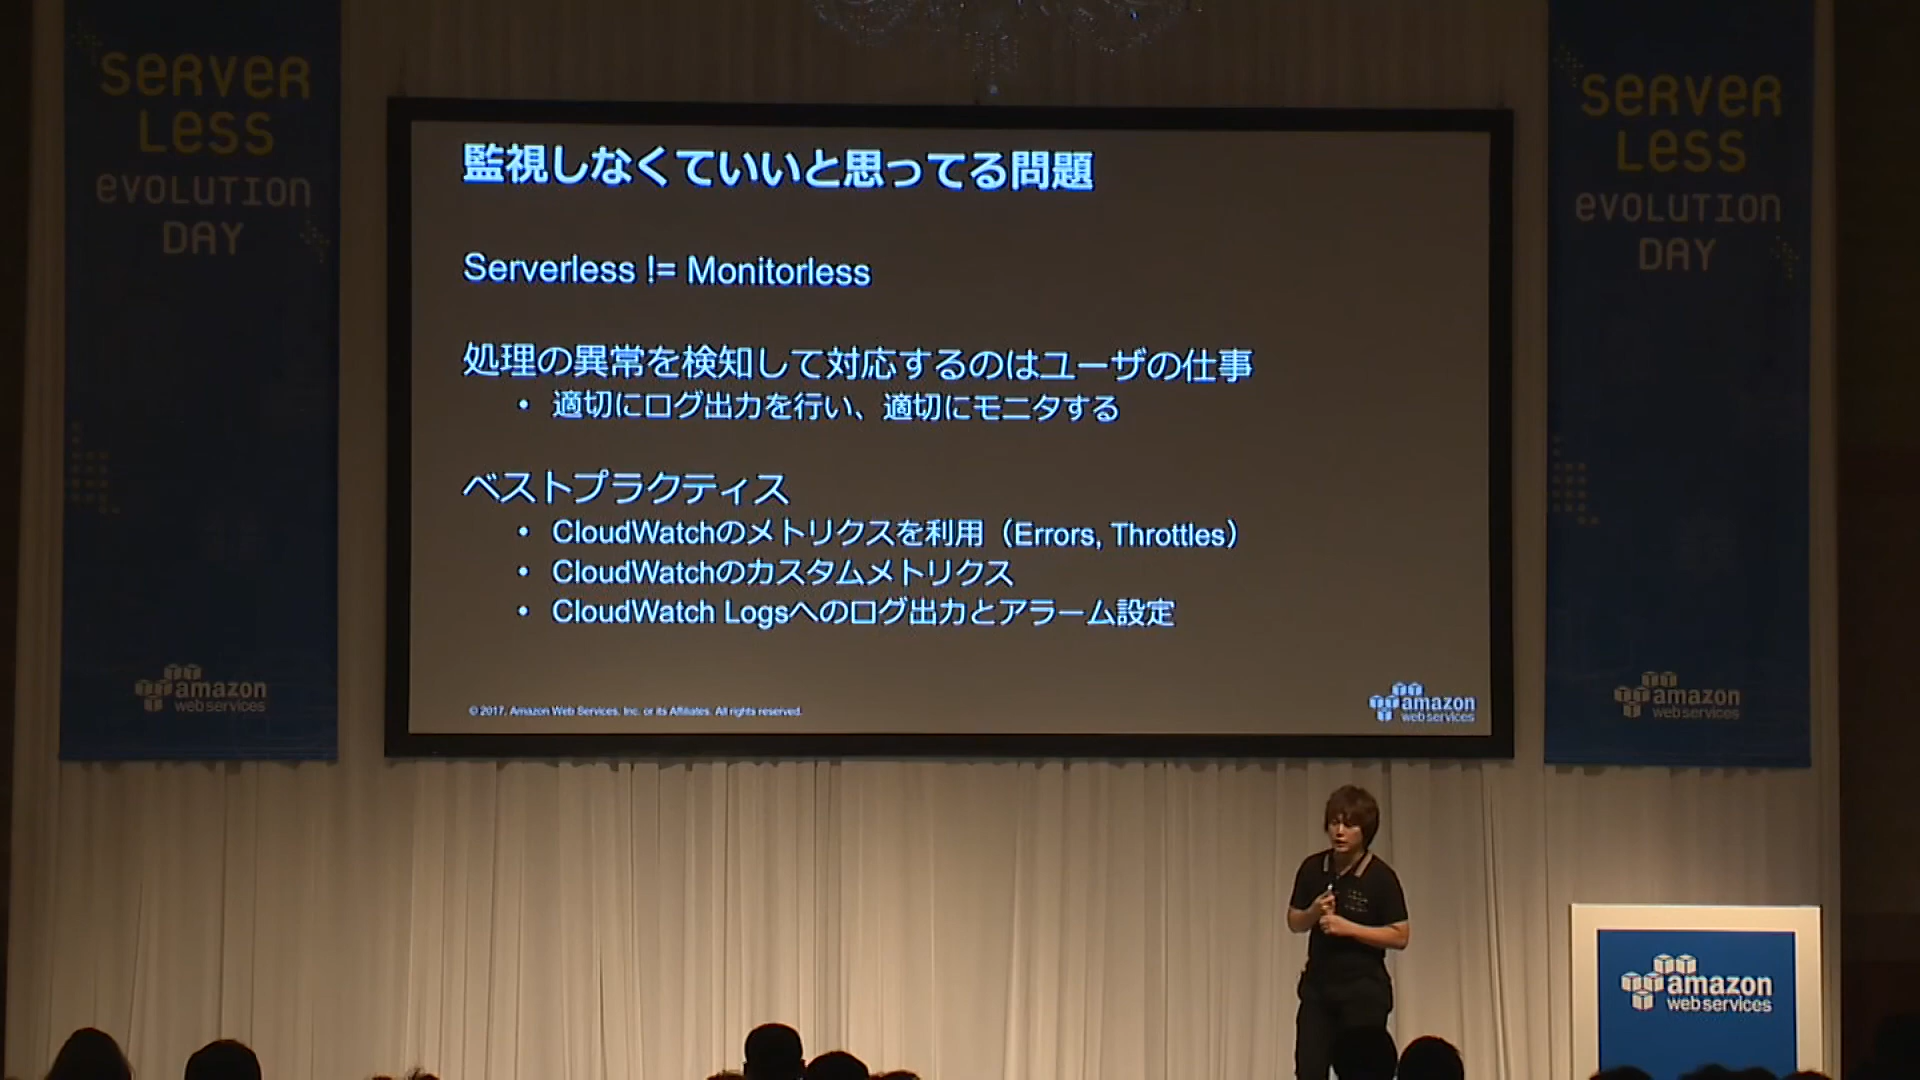 SERVER
LESS
EVOLUTION
DAY
amazon
web services
監視しなくていいと思ってる問題
Serverless != Monitorless
処理の異常を検知して対応するのはユーザの仕事
• 適切にログ出力を行い、適切にモニタする
ベストプラクティス
• CloudWatchのメトリクスを利用（Errors, Throttles）
• CloudWatchのカスタムメトリクス
• CloudWatch Logsへのログ出力とアラーム設定
© 2017, Amazon Web Services, Inc. or its Affiliates. All rights reserved.
amazon
web services
SERVER
LESS
EVOLUTION
DAY
amazon
web services
amazon
web services